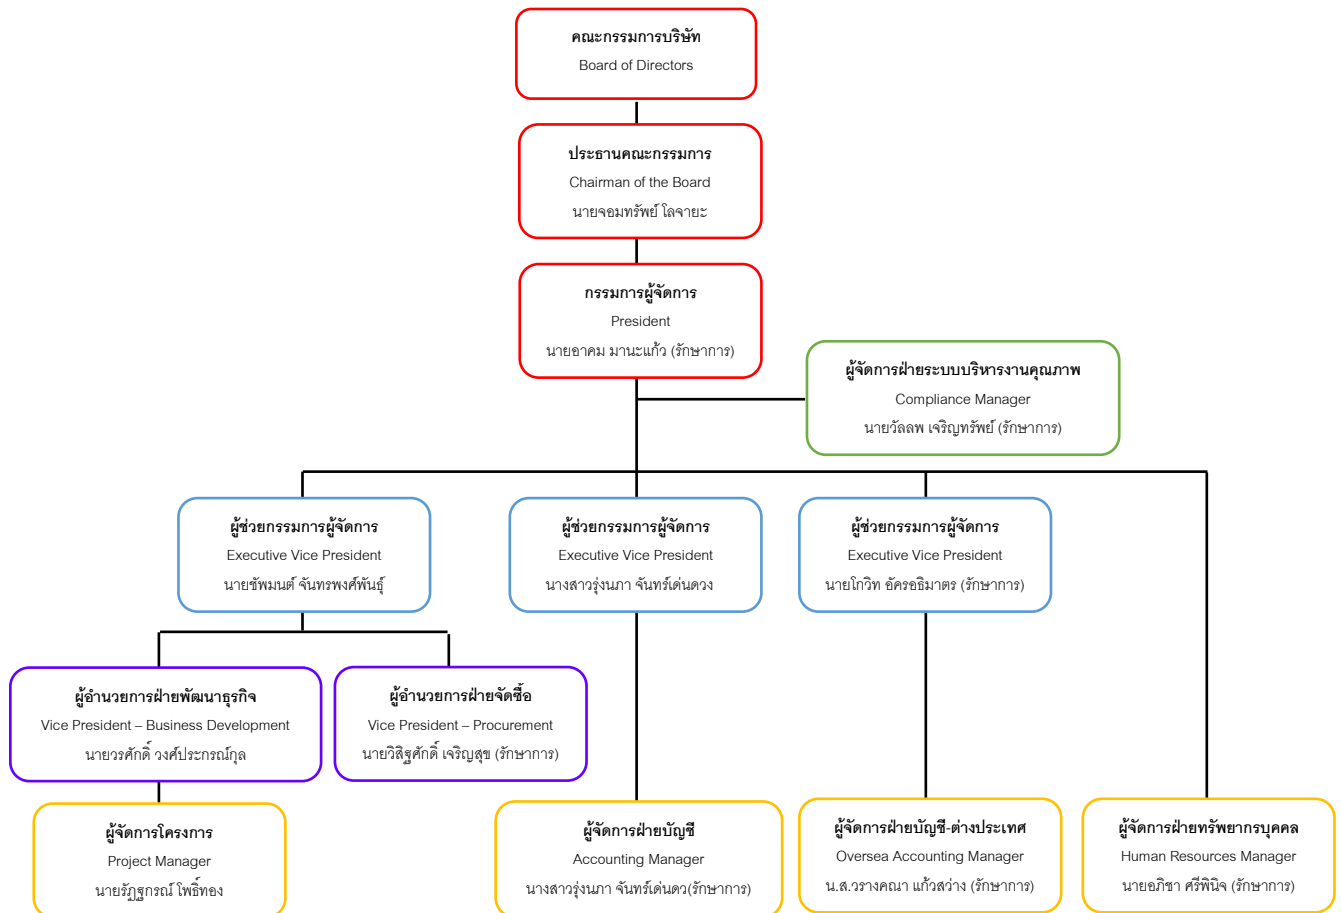 คณะกรรมการบริษัท
Board of Directors
ประธานคณะกรรมการ
Chairman of the Board
นายจอมทรัพย์ โลจายะ
กรรมการผู้จัดการ
President
นายอาคม มานะแก้ว (รักษาการ)
ผู้จัดการฝ่ายระบบบริหารงานคุณภาพ
Compliance Manager
นายวัลลพ เจริญทรัพย์ (รักษาการ)
ผู้ช่วยกรรมการผู้จัดการ
Executive Vice President
นายชัพมนต์ จันทรพงศ์พันธุ์
ผู้ช่วยกรรมการผู้จัดการ
Executive Vice President
นางสาวรุ่งนภา จันทร์เด่นดวง
ผู้ช่วยกรรมการผู้จัดการ
Executive Vice President
นายโกวิท อัครอธิมาตร (รักษาการ)
ผู้อำนวยการฝ่ายพัฒนาธุรกิจ
Vice President – Business Development
นายวรศักดิ์ วงศ์ประกรณ์กุล
ผู้อำนวยการฝ่ายจัดซื้อ
Vice President – Procurement
นายวิสิฐศักดิ์ เจริญสุข (รักษาการ)
ผู้จัดการโครงการ
Project Manager
นายรัฎฐกรณ์ โพธิ์ทอง
ผู้จัดการฝ่ายบัญชี
Accounting Manager
นางสาวรุ่งนภา จันทร์เด่นดว(รักษาการ)
ผู้จัดการฝ่ายบัญชี-ต่างประเทศ
Oversea Accounting Manager
น.ส.วรางคณา แก้วสว่าง (รักษาการ)
ผู้จัดการฝ่ายทรัพยากรบุคคล
Human Resources Manager
นายอภิชา ศรีพินิจ (รักษาการ)